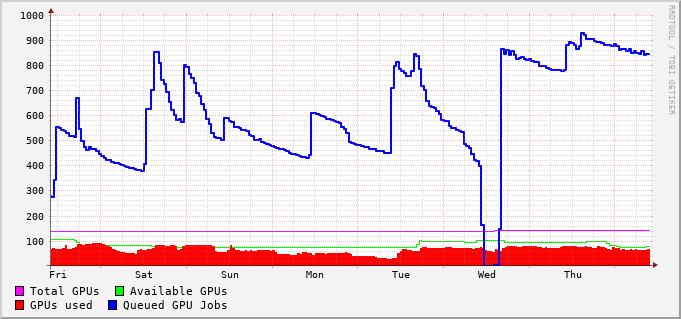 1000
900
800
700
600
500
400
300
200
100
Fri Sat Sun Mon Tue Wed Thu
Total GPUs Available GPUs
GPUs used Queued GPU Jobs
RRDTOOL / TOBI OETIKER